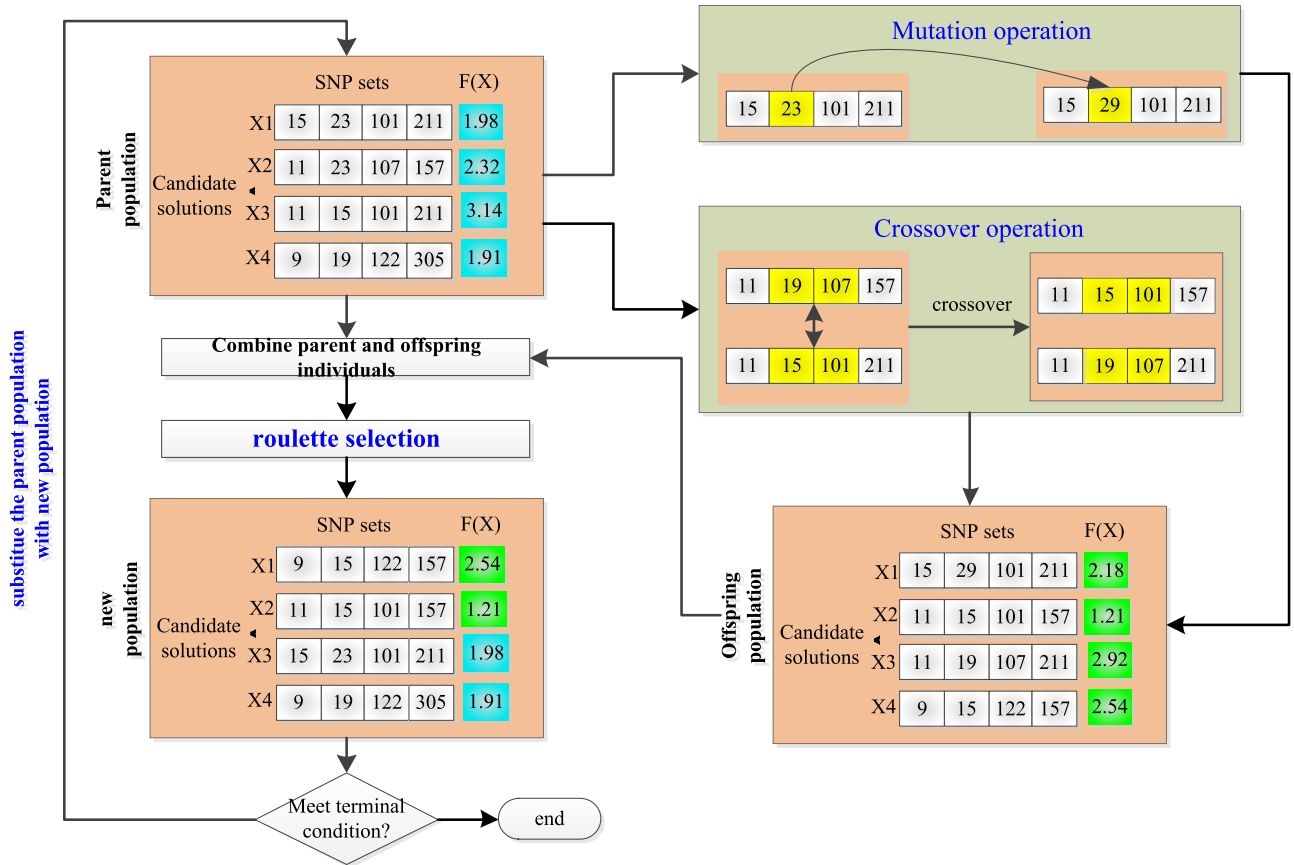 SNP sets F(X)
X1 15 23 101 211 1.98
X2 11 23 107 157 2.32
X3 11 15 101 211 3.14
X4 9 19 122 305 1.91
Candidate
solutions
Parent
population
Mutation operation
15 23 101 211
15 29 101 211
Crossover operation
11 19 107 157
11 15 101 211
crossover
11 15 101 157
11 19 107 211
Combine parent and offspring
individuals
roulette selection
substitue the parent population
with new population
SNP sets F(X)
X1 9 15 122 157 2.54
X2 11 15 101 157 1.21
X3 15 23 101 211 1.98
X4 9 19 122 305 1.91
Candidate
solutions
new
population
SNP sets F(X)
X1 15 29 101 211 2.18
X2 11 15 101 157 1.21
X3 11 19 107 211 2.92
X4 9 15 122 157 2.54
Candidate
solutions
Offspring
population
Meet terminal
condition?
end